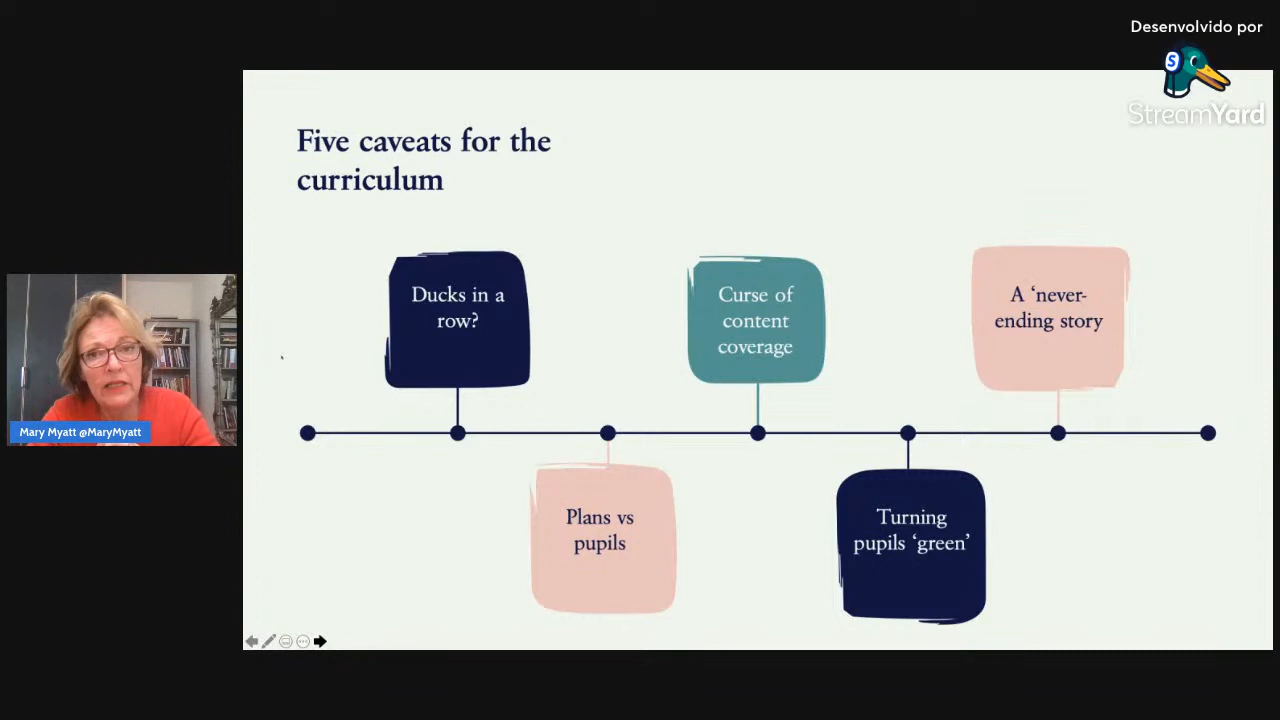 Desenvolvido por
StreamYard
Five caveats for the
curriculum
Ducks in a
row?
Plans vs
pupils
Curse of
content
coverage
Turning
pupils ‘green’
A ‘never-
ending story
Mary Myatt @MaryMyatt